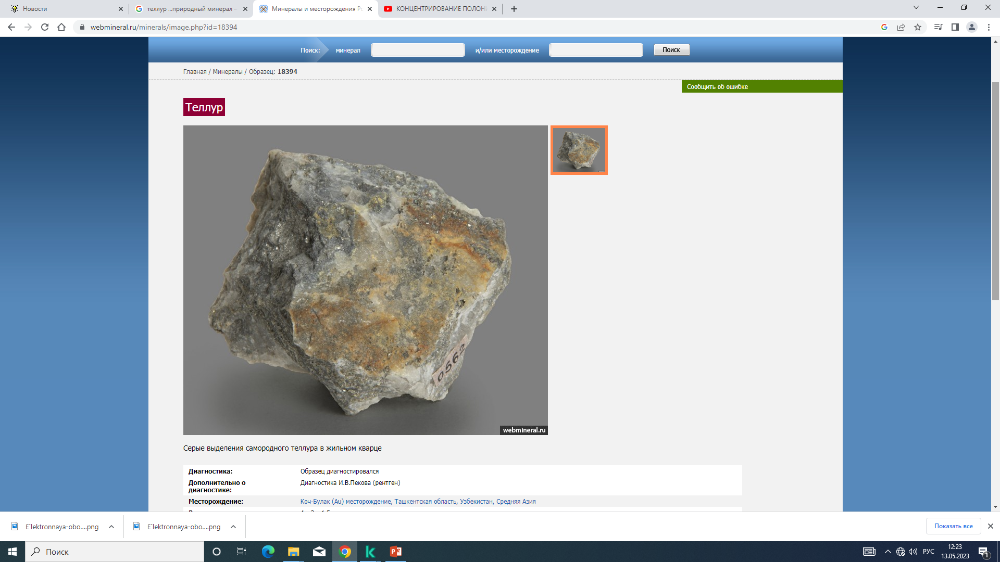 Новости
теллур ...природный минерал –
Минералы и месторождения Ро
КОНЦЕНТРИРОВАНИЕ ПОЛОНИ
webmineral.ru/minerals/image.php?id=18394
Поиск: минерал и/или месторождение Поиск
Главная / Минералы / Образец: 18394
Сообщить об ошибке
Теллур
0562
webmineral.ru
Серые выделения самородного теллура в жильном кварце
Диагностика: Образец диагностировался
Дополнительно о диагностике: Диагностика И.В.Пекова (рентген)
Месторождение: Коч-Булак (Au) месторождение, Ташкентская область, Узбекистан, Средняя Азия
E`lektronnaya-obo....png
E`lektronnaya-obo....png
Показать все
Поиск
РУС
12:23
13.05.2023
1